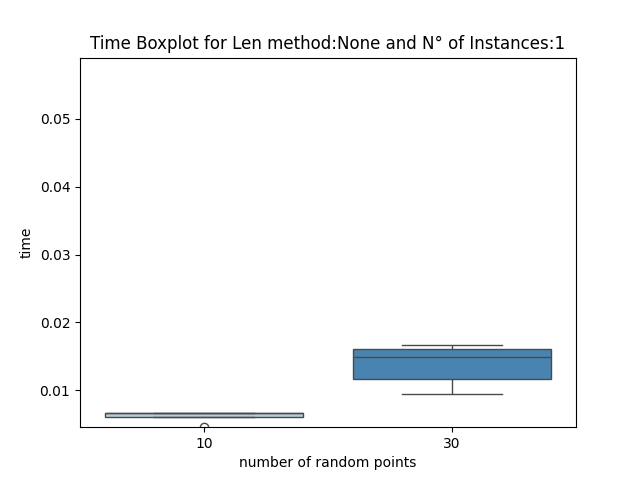 Time Boxplot for Len method:None and N° of Instances:1
0.05
0.04
0.03
0.02
0.01
time
10
30
number of random points